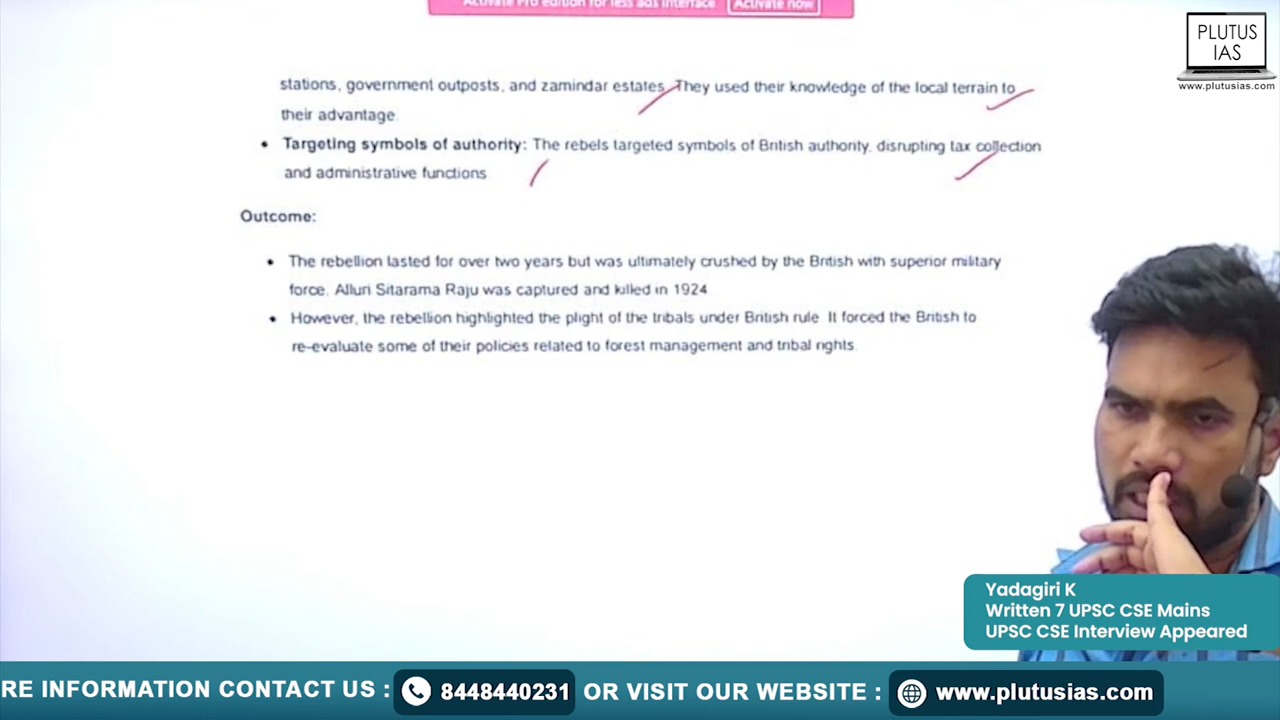 Activate Pro edition for less ads interface Activate now
PLUTUS
IAS
www.plutusias.com
stations, government outposts, and zamindar estates. They used their knowledge of the local terrain to
their advantage.
• Targeting symbols of authority: The rebels targeted symbols of British authority, disrupting tax collection
and administrative functions
Outcome:
• The rebellion lasted for over two years but was ultimately crushed by the British with superior military
force. Alluri Sitarama Raju was captured and killed in 1924
• However, the rebellion highlighted the plight of the tribals under British rule. It forced the British to
re-evaluate some of their policies related to forest management and tribal rights.
Yadagiri K
Written 7 UPSC CSE Mains
UPSC CSE Interview Appeared
RE INFORMATION CONTACT US : 8448440231 OR VISIT OUR WEBSITE : www.plutusias.com